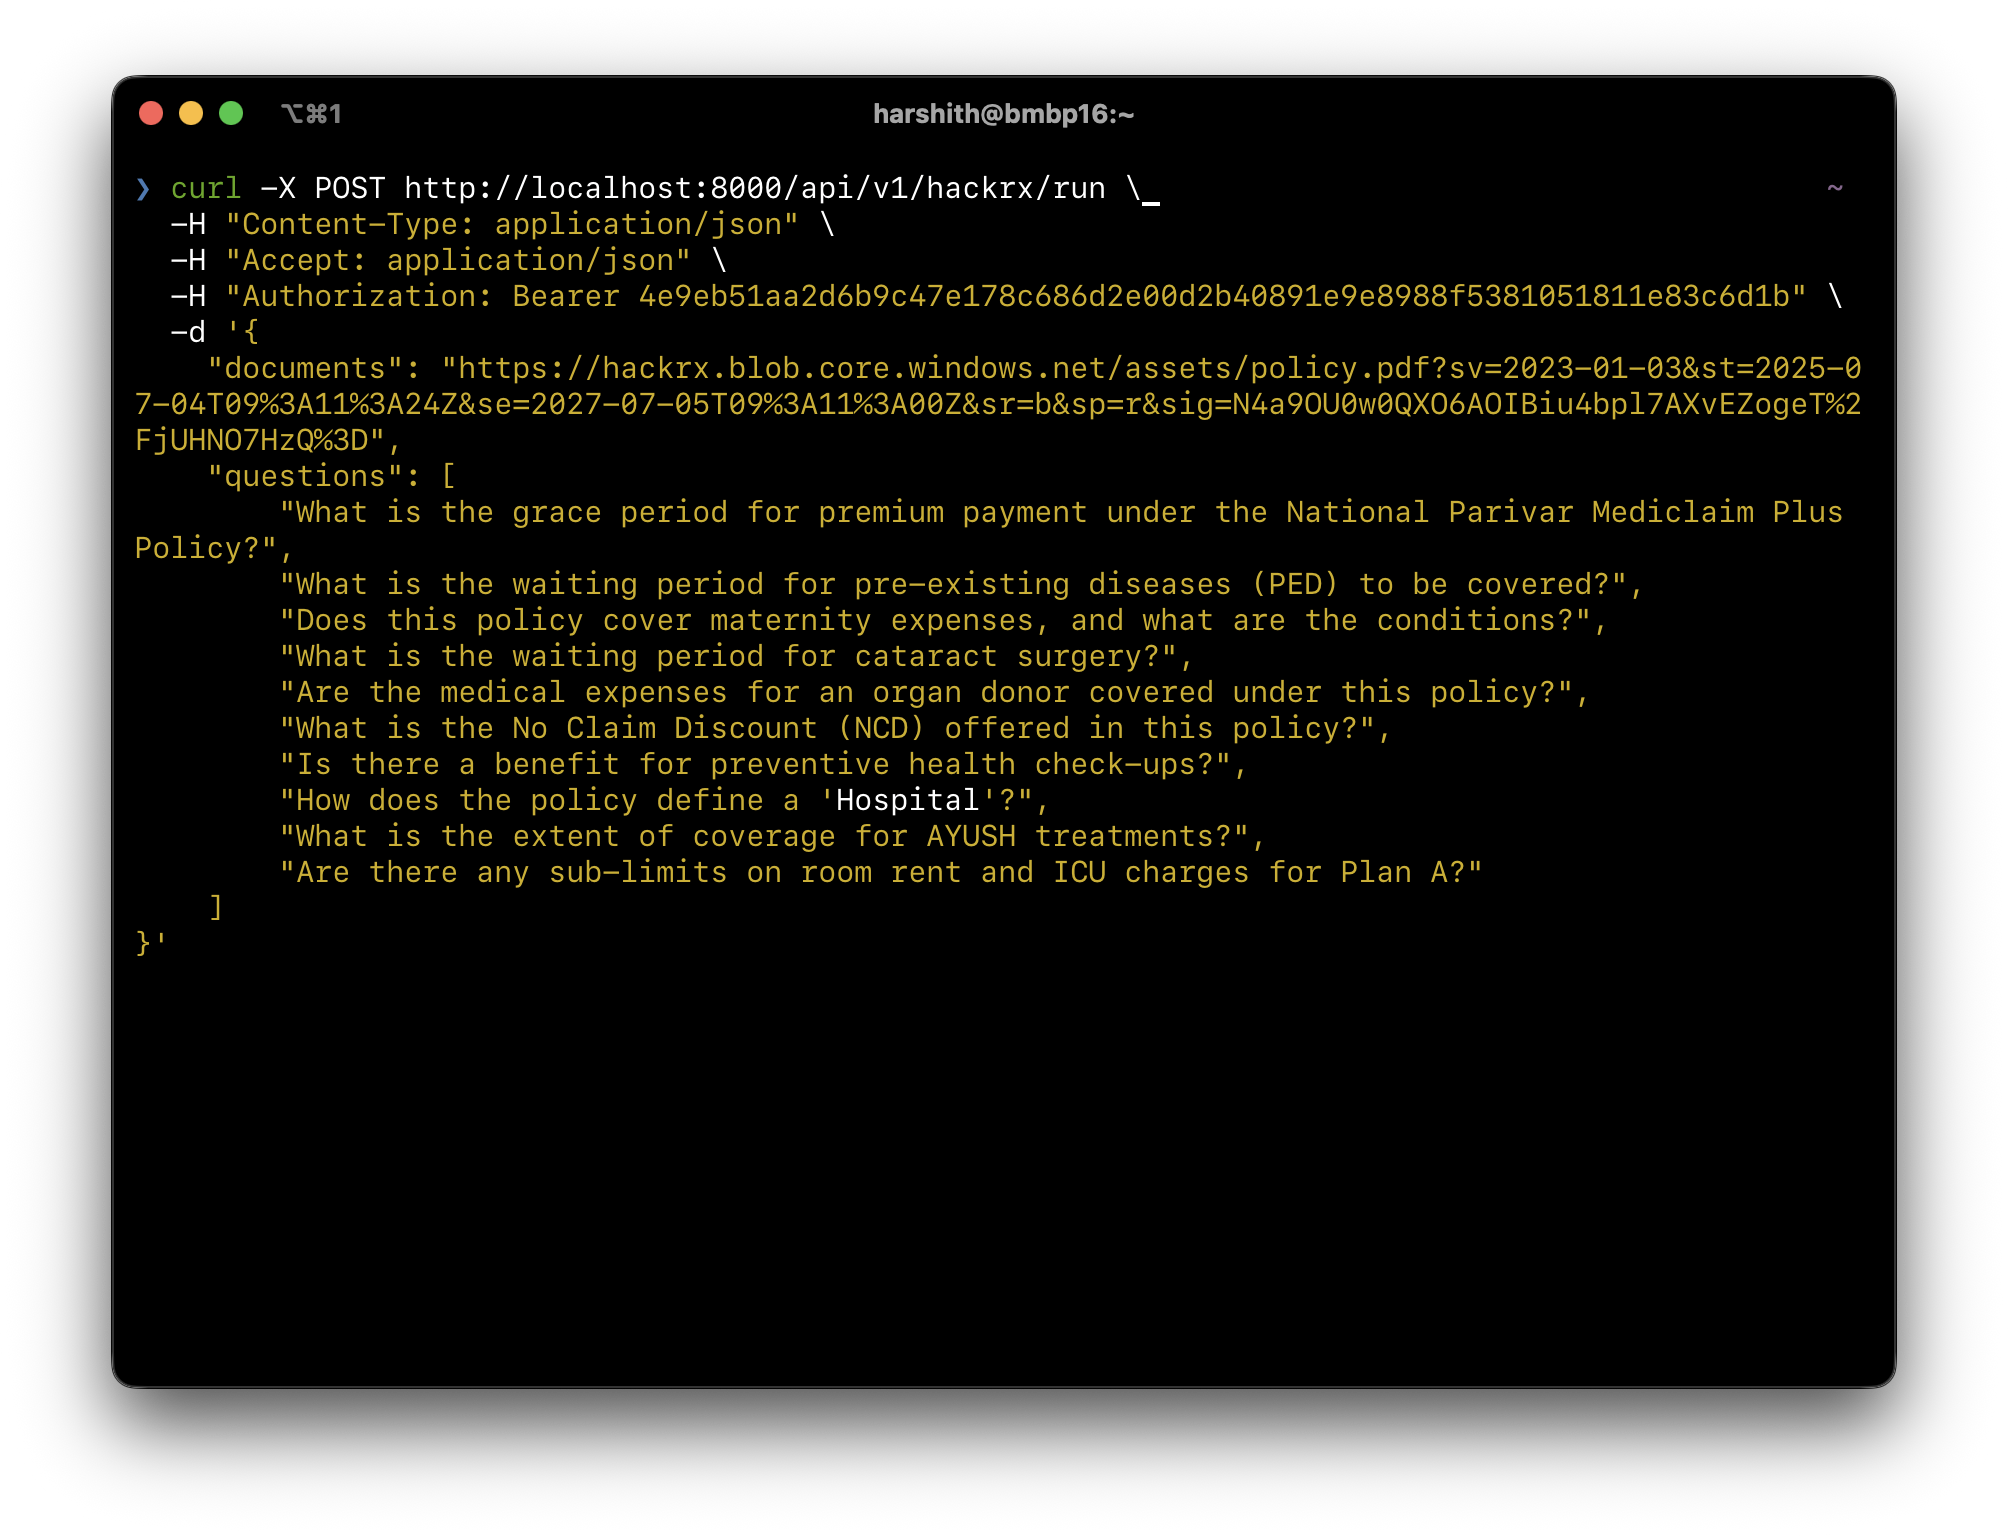 ⌥⌘1
harshith@bmbp16:~
❯ curl -X POST http://localhost:8000/api/v1/hackrx/run \_ ~
-H "Content-Type: application/json" \
-H "Accept: application/json" \
-H "Authorization: Bearer 4e9eb51aa2d6b9c47e178c686d2e00d2b40891e9e8988f5381051811e83c6d1b" \
-d '{
"documents": "https://hackrx.blob.core.windows.net/assets/policy.pdf?sv=2023-01-03&st=2025-0
7-04T09%3A11%3A24Z&se=2027-07-05T09%3A11%3A00Z&sr=b&sp=r&sig=N4a9OU0w0QXO6AOIBiu4bpl7AXvEZogeT%2
FjUHNO7HzQ%3D",
"questions": [
"What is the grace period for premium payment under the National Parivar Mediclaim Plus
Policy?",
"What is the waiting period for pre-existing diseases (PED) to be covered?",
"Does this policy cover maternity expenses, and what are the conditions?",
"What is the waiting period for cataract surgery?",
"Are the medical expenses for an organ donor covered under this policy?",
"What is the No Claim Discount (NCD) offered in this policy?",
"Is there a benefit for preventive health check-ups?",
"How does the policy define a 'Hospital'?",
"What is the extent of coverage for AYUSH treatments?",
"Are there any sub-limits on room rent and ICU charges for Plan A?"
]
}'